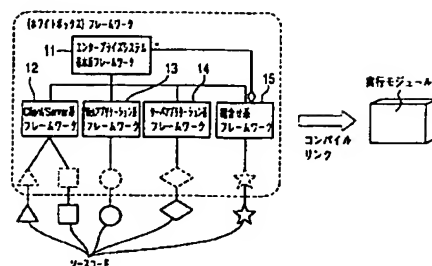 (ホワイトボックス)フレームワーク
11
エンタープライズシステム
基本系フレームワーク
12
13
14
15
Client/Server系
フレームワーク
Webアプリケーション系
フレームワーク
サーバアプリケーション系
フレームワーク
複合せ系
フレームワーク
ソースコード
コンパイル
リンク
実行モジュール